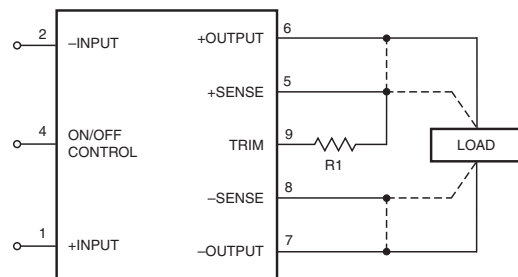 2 –INPUT +OUTPUT 6
+SENSE 5
4 ON/OFF
CONTROL
TRIM 9
R1
LOAD
–SENSE 8
1 +INPUT –OUTPUT 7